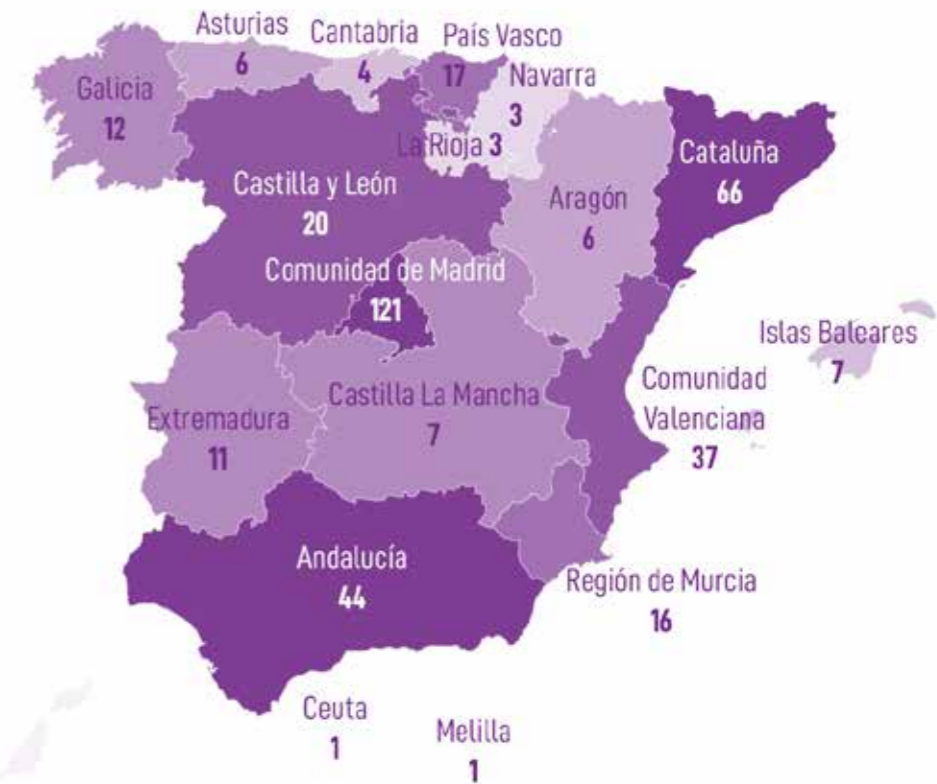 Asturias
6
Cantabria
4
País Vasco
17
Navarra
3
Galicia
12
La Rioja 3
Castilla y León
20
Aragón
6
Cataluña
66
Comunidad de Madrid
121
Islas Baleares
7
Comunidad
Valenciana
37
Extremadura
11
Castilla La Mancha
7
Andalucía
44
Región de Murcia
16
Ceuta
1
Melilla
1